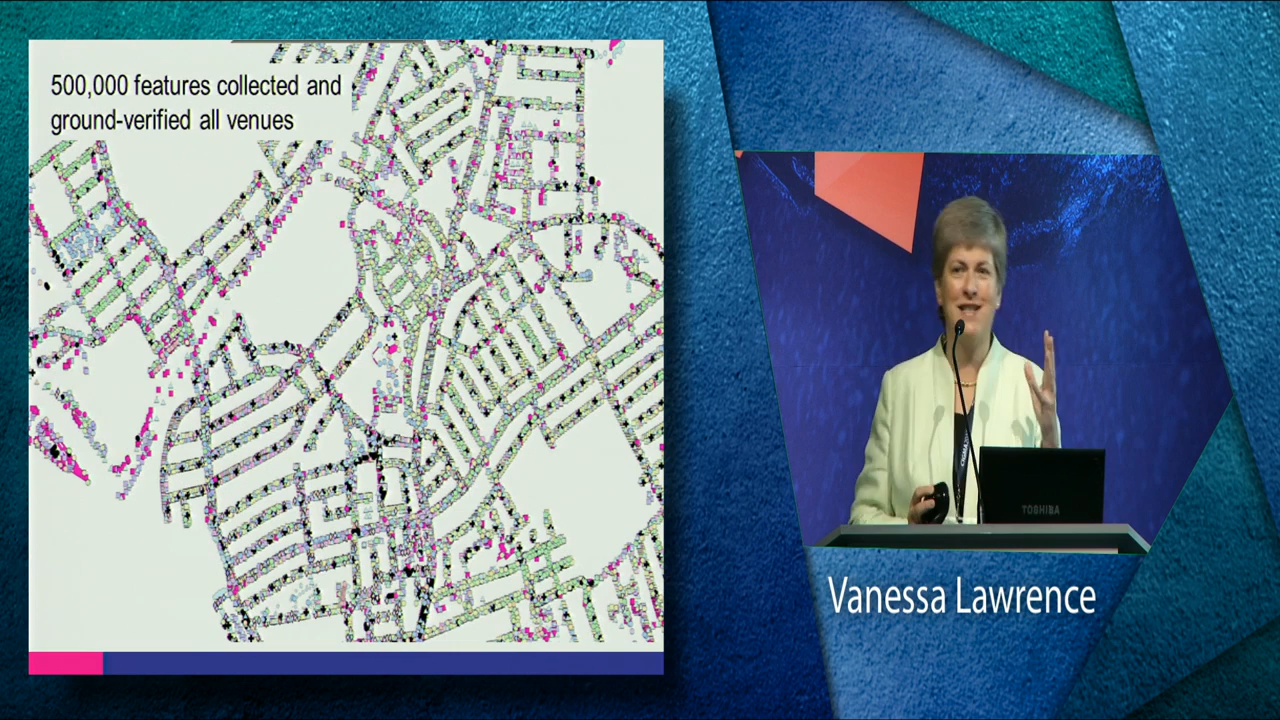 500,000 features collected and
ground-verified all venues
TOSHIBA
Vanessa Lawrence